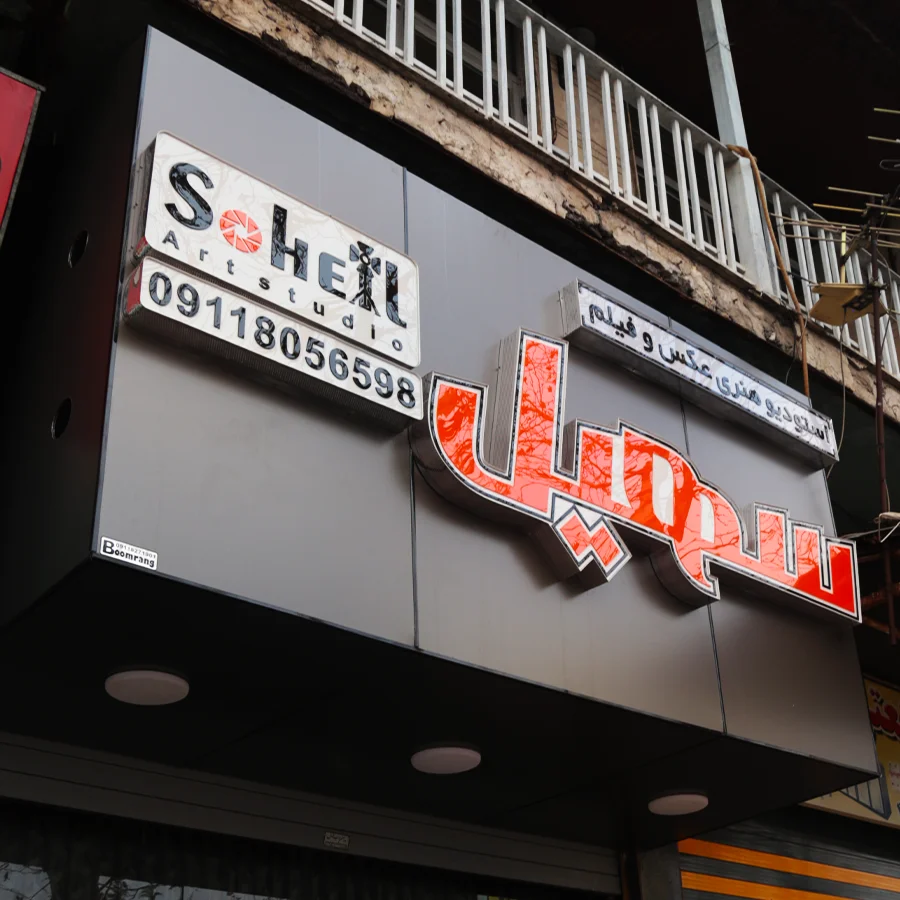 Soheil
Art studio
09118056598
استودیو هنری عکس و فیلم
سهیل
Boomrang